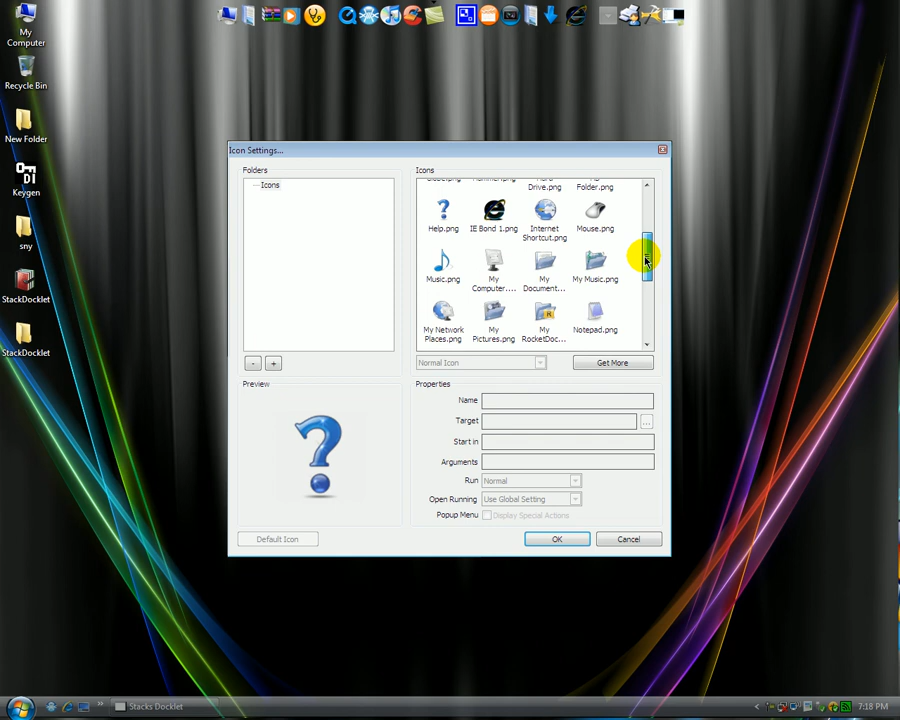 My
Computer
Recycle Bin
New Folder
Keygen
sny
StackDocklet
StackDocklet
Icon Settings...
Folders
Icons
Icons
Drive.png
Folder.png
Help.png
IE Bond 1.png
Internet
Shortcut.png
Mouse.png
Music.png
My
Computer....
My
Document...
My Music.png
My Network
Places.png
My
Pictures.png
My
RocketDoc...
Notepad.png
-
+
Normal Icon
Get More
Preview
Properties
Name
Target
...
Start in
Arguments
Run
Normal
Open Running
Use Global Setting
Popup Menu
Display Special Actions
Default Icon
OK
Cancel
Stacks Docklet
7:18 PM